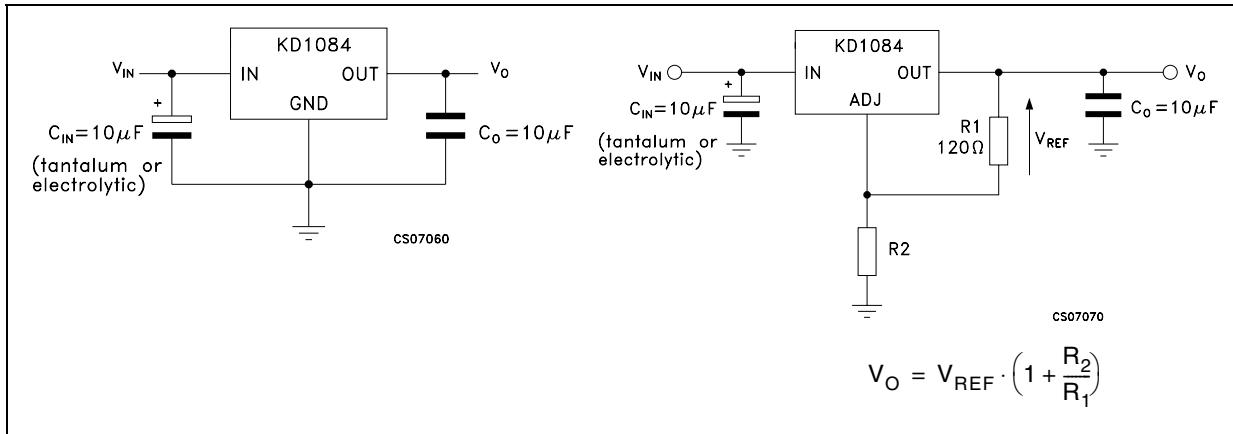 KD1084
V_IN
IN
OUT
V_O
GND
+
C_IN=10μF
(tantalum or
electrolytic)
C_O=10μF
CS07060
KD1084
V_IN
IN
OUT
V_O
ADJ
+
C_IN=10μF
(tantalum or
electrolytic)
R1
120Ω
V_REF
C_O=10μF
R2
CS07070
V_O = V_REF · (1 + R_2/R_1)